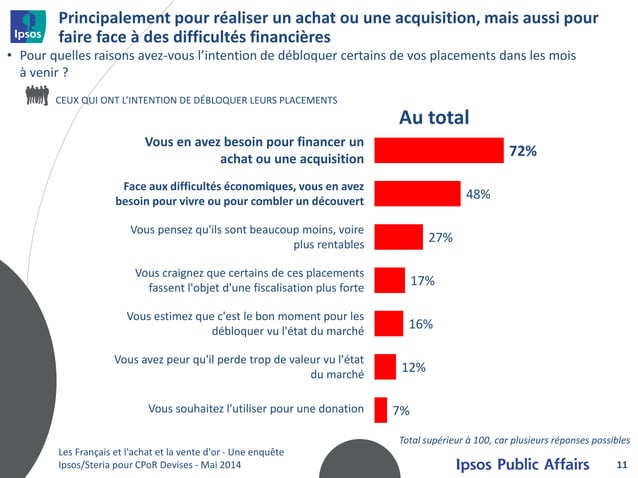 Ipsos
Principalement pour réaliser un achat ou une acquisition, mais aussi pour
faire face à des difficultés financières
• Pour quelles raisons avez-vous l’intention de débloquer certains de vos placements dans les mois
à venir ?
CEUX QUI ONT L’INTENTION DE DÉBLOQUER LEURS PLACEMENTS
Au total
Vous en avez besoin pour financer un
achat ou une acquisition
72%
Face aux difficultés économiques, vous en avez
besoin pour vivre ou pour combler un découvert
48%
Vous pensez qu'ils sont beaucoup moins, voire
plus rentables
27%
Vous craignez que certains de ces placements
fassent l'objet d'une fiscalisation plus forte
17%
Vous estimez que c'est le bon moment pour les
débloquer vu l'état du marché
16%
Vous avez peur qu'il perde trop de valeur vu l'état
du marché
12%
Vous souhaitez l'utiliser pour une donation
7%
Total supérieur à 100, car plusieurs réponses possibles
Les Français et l'achat et la vente d'or - Une enquête
Ipsos/Steria pour CPoR Devises - Mai 2014
Ipsos Public Affairs
11